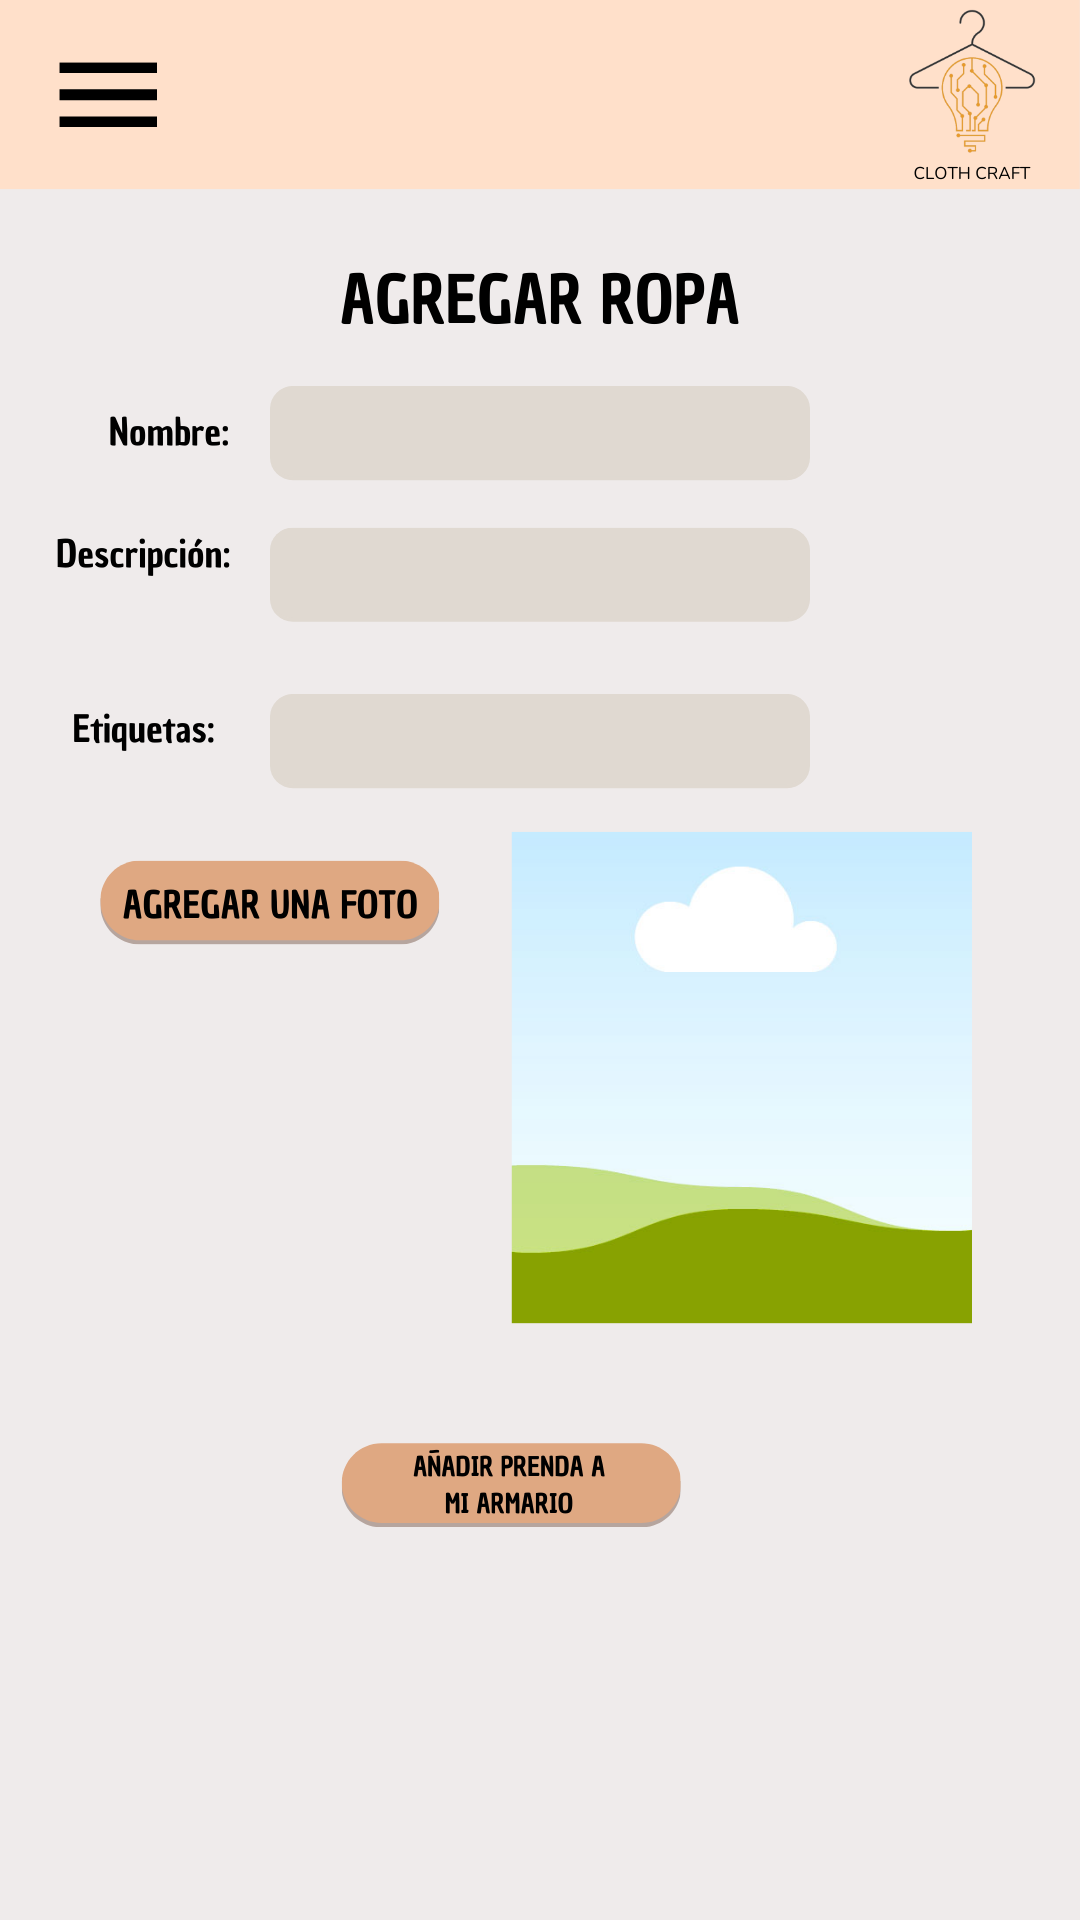 CLOTH CRAFT
AGREGAR ROPA
Nombre:
Descripción:
Etiquetas:
AGREGAR UNA FOTO
AÑADIR PRENDA A
MI ARMARIO